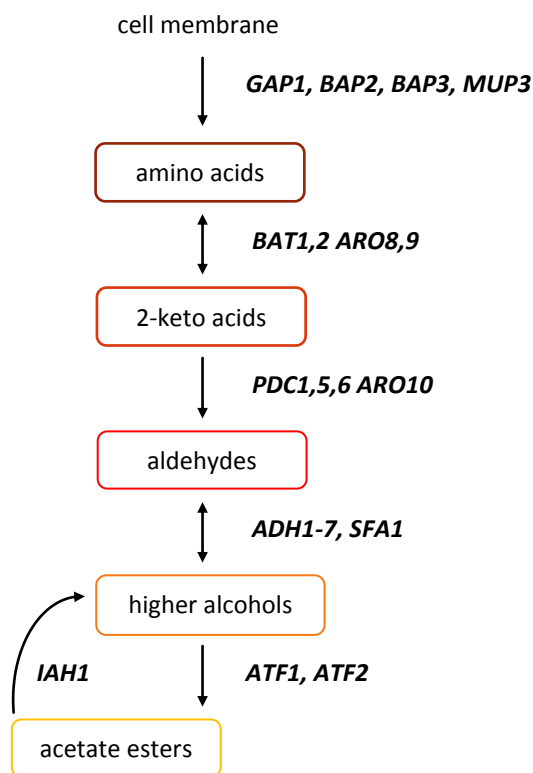 cell membrane
GAP1, BAP2, BAP3, MUP3
amino acids
BAT1,2 ARO8,9
2-keto acids
PDC1,5,6 ARO10
aldehydes
ADH1-7, SFA1
higher alcohols
IAH1
ATF1, ATF2
acetate esters